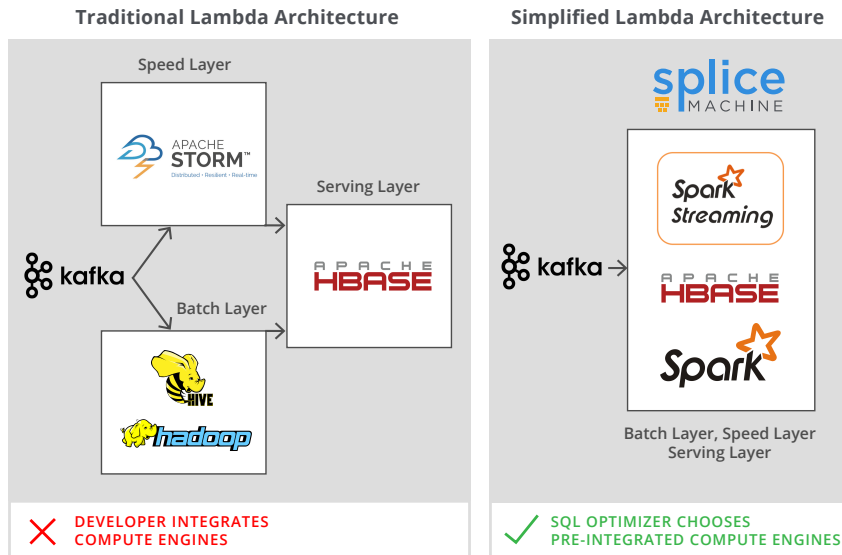 Traditional Lambda Architecture
Speed Layer
APACHE
STORM™
Distributed • Resilient • Real-time
Serving Layer
APACHE
HBASE
kafka
Batch Layer
HIVE
hadoop
DEVELOPER INTEGRATES
COMPUTE ENGINES
Simplified Lambda Architecture
splice
MACHINE
Spark
Streaming
kafka
APACHE
HBASE
Spark
Batch Layer, Speed Layer
Serving Layer
SQL OPTIMIZER CHOOSES
PRE-INTEGRATED COMPUTE ENGINES